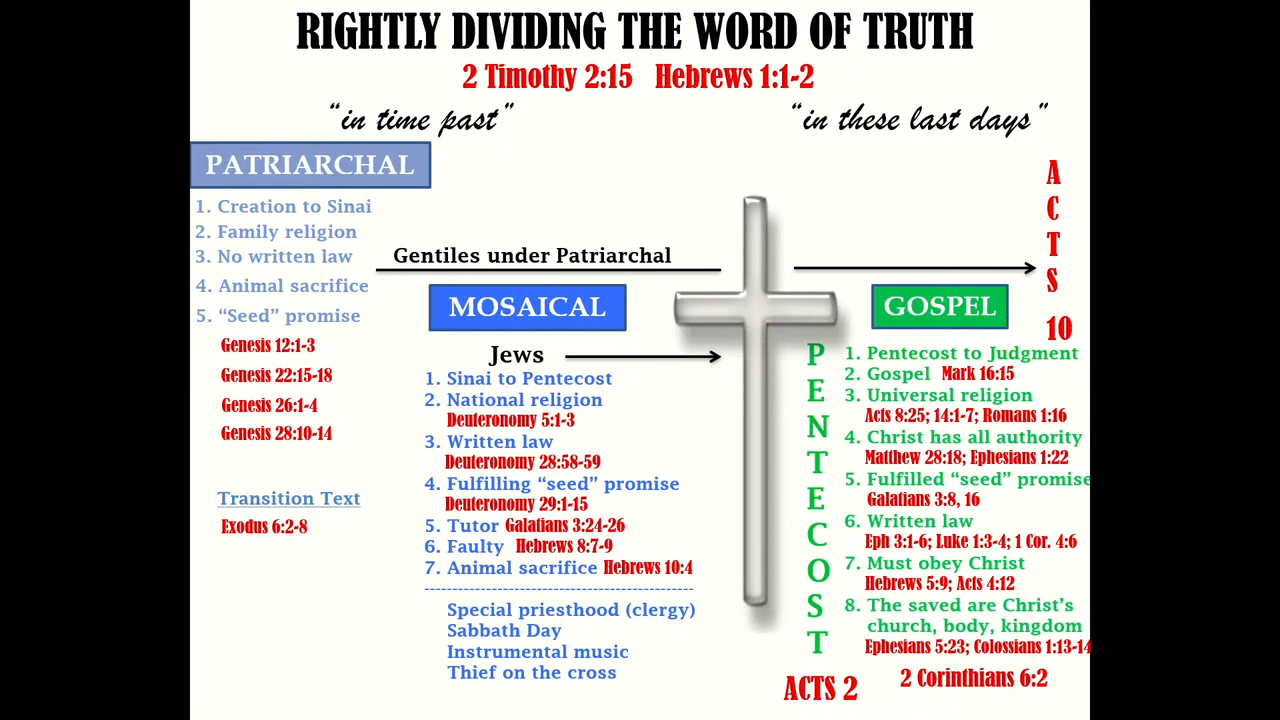 RIGHTLY DIVIDING THE WORD OF TRUTH
2 Timothy 2:15 Hebrews 1:1-2
“in time past”
“in these last days”
PATRIARCHAL
1. Creation to Sinai
2. Family religion
3. No written law
4. Animal sacrifice
5. “Seed” promise
Genesis 12:1-3
Genesis 22:15-18
Genesis 26:1-4
Genesis 28:10-14
Transition Text
Exodus 6:2-8
Gentiles under Patriarchal
MOSAICAL
Jews
1. Sinai to Pentecost
2. National religion
Deuteronomy 5:1-3
3. Written law
Deuteronomy 28:58-59
4. Fulfilling “seed” promise
Deuteronomy 29:1-15
5. Tutor Galatians 3:24-26
6. Faulty Hebrews 8:7-9
7. Animal sacrifice Hebrews 10:4
Special priesthood (clergy)
Sabbath Day
Instrumental music
Thief on the cross
PENTECOST
ACTS 2
ACTS 10
GOSPEL
1. Pentecost to Judgment
2. Gospel Mark 16:15
3. Universal religion
Acts 8:25; 14:1-7; Romans 1:16
4. Christ has all authority
Matthew 28:18; Ephesians 1:22
5. Fulfilled “seed” promise
Galatians 3:8, 16
6. Written law
Eph 3:1-6; Luke 1:3-4; 1 Cor. 4:6
7. Must obey Christ
Hebrews 5:9; Acts 4:12
8. The saved are Christ’s
church, body, kingdom
Ephesians 5:23; Colossians 1:13-14
2 Corinthians 6:2